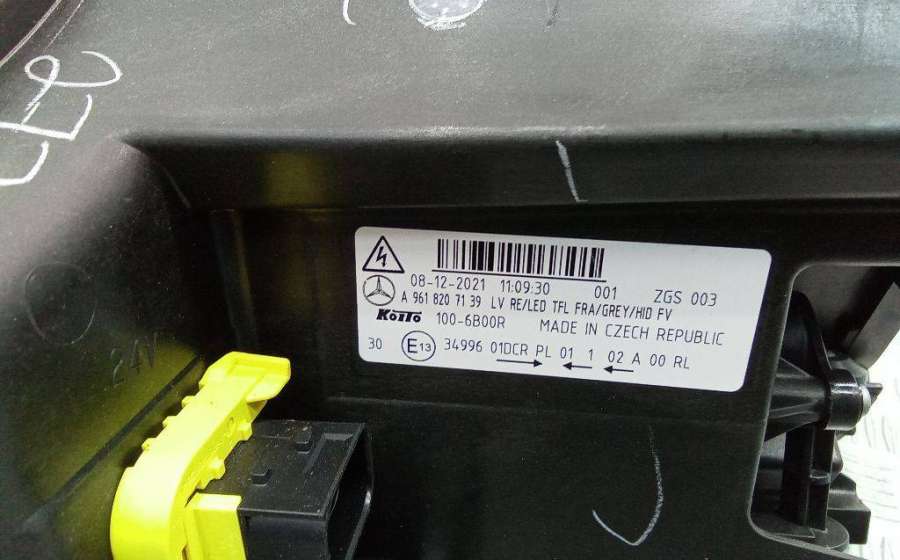 08-12-2021 11:09:30 001 ZGS 003
A 961 820 71 39 LV RE/LED TFL FRA/GREY/HID FV
100-6B00R MADE IN CZECH REPUBLIC
30 E13 34996 01DCR PL 01 1 02 A 00 RL
24V